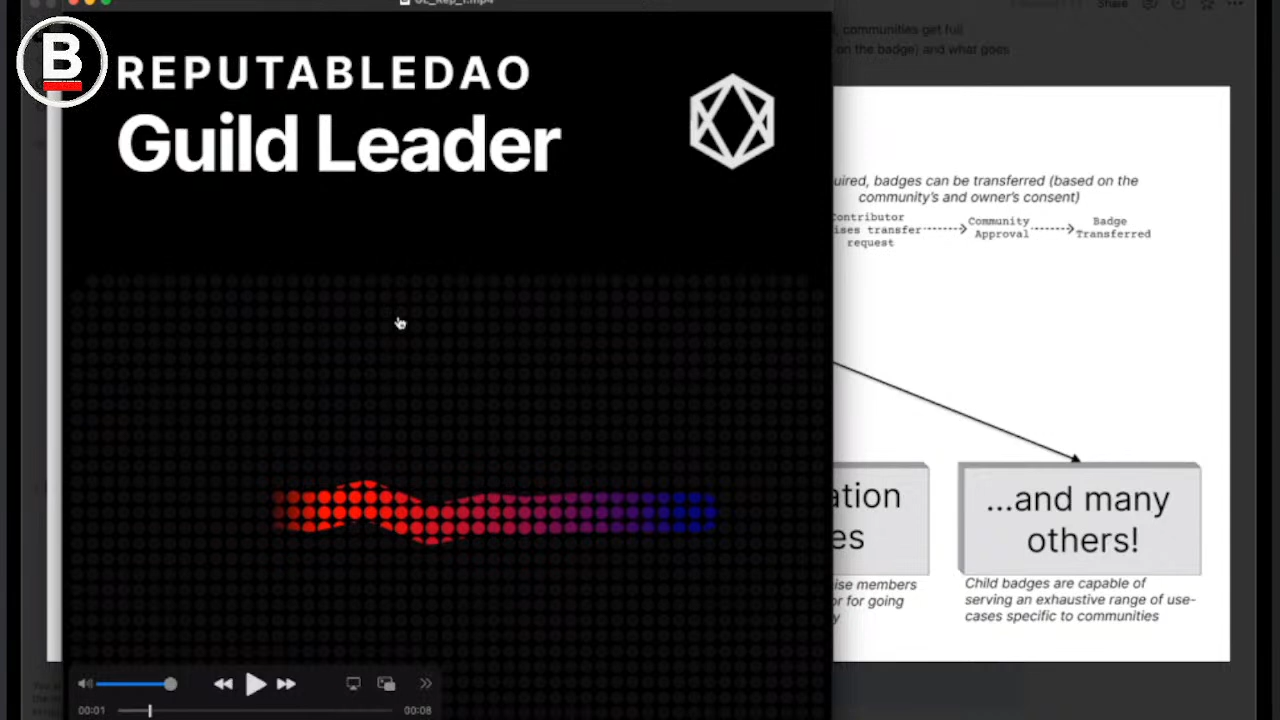 GL_Rep_1.mp4
Share
B
REPUTABLEDAO
Guild Leader
, communities get full
on the badge) and what goes
uired, badges can be transferred (based on the
community's and owner's consent)
Contributor
ises transfer
request
Community
Approval
Badge
Transferred
ation
es
...and many
others!
ise members
or for going
y
Child badges are capable of
serving an exhaustive range of use-
cases specific to communities
00:01
00:08